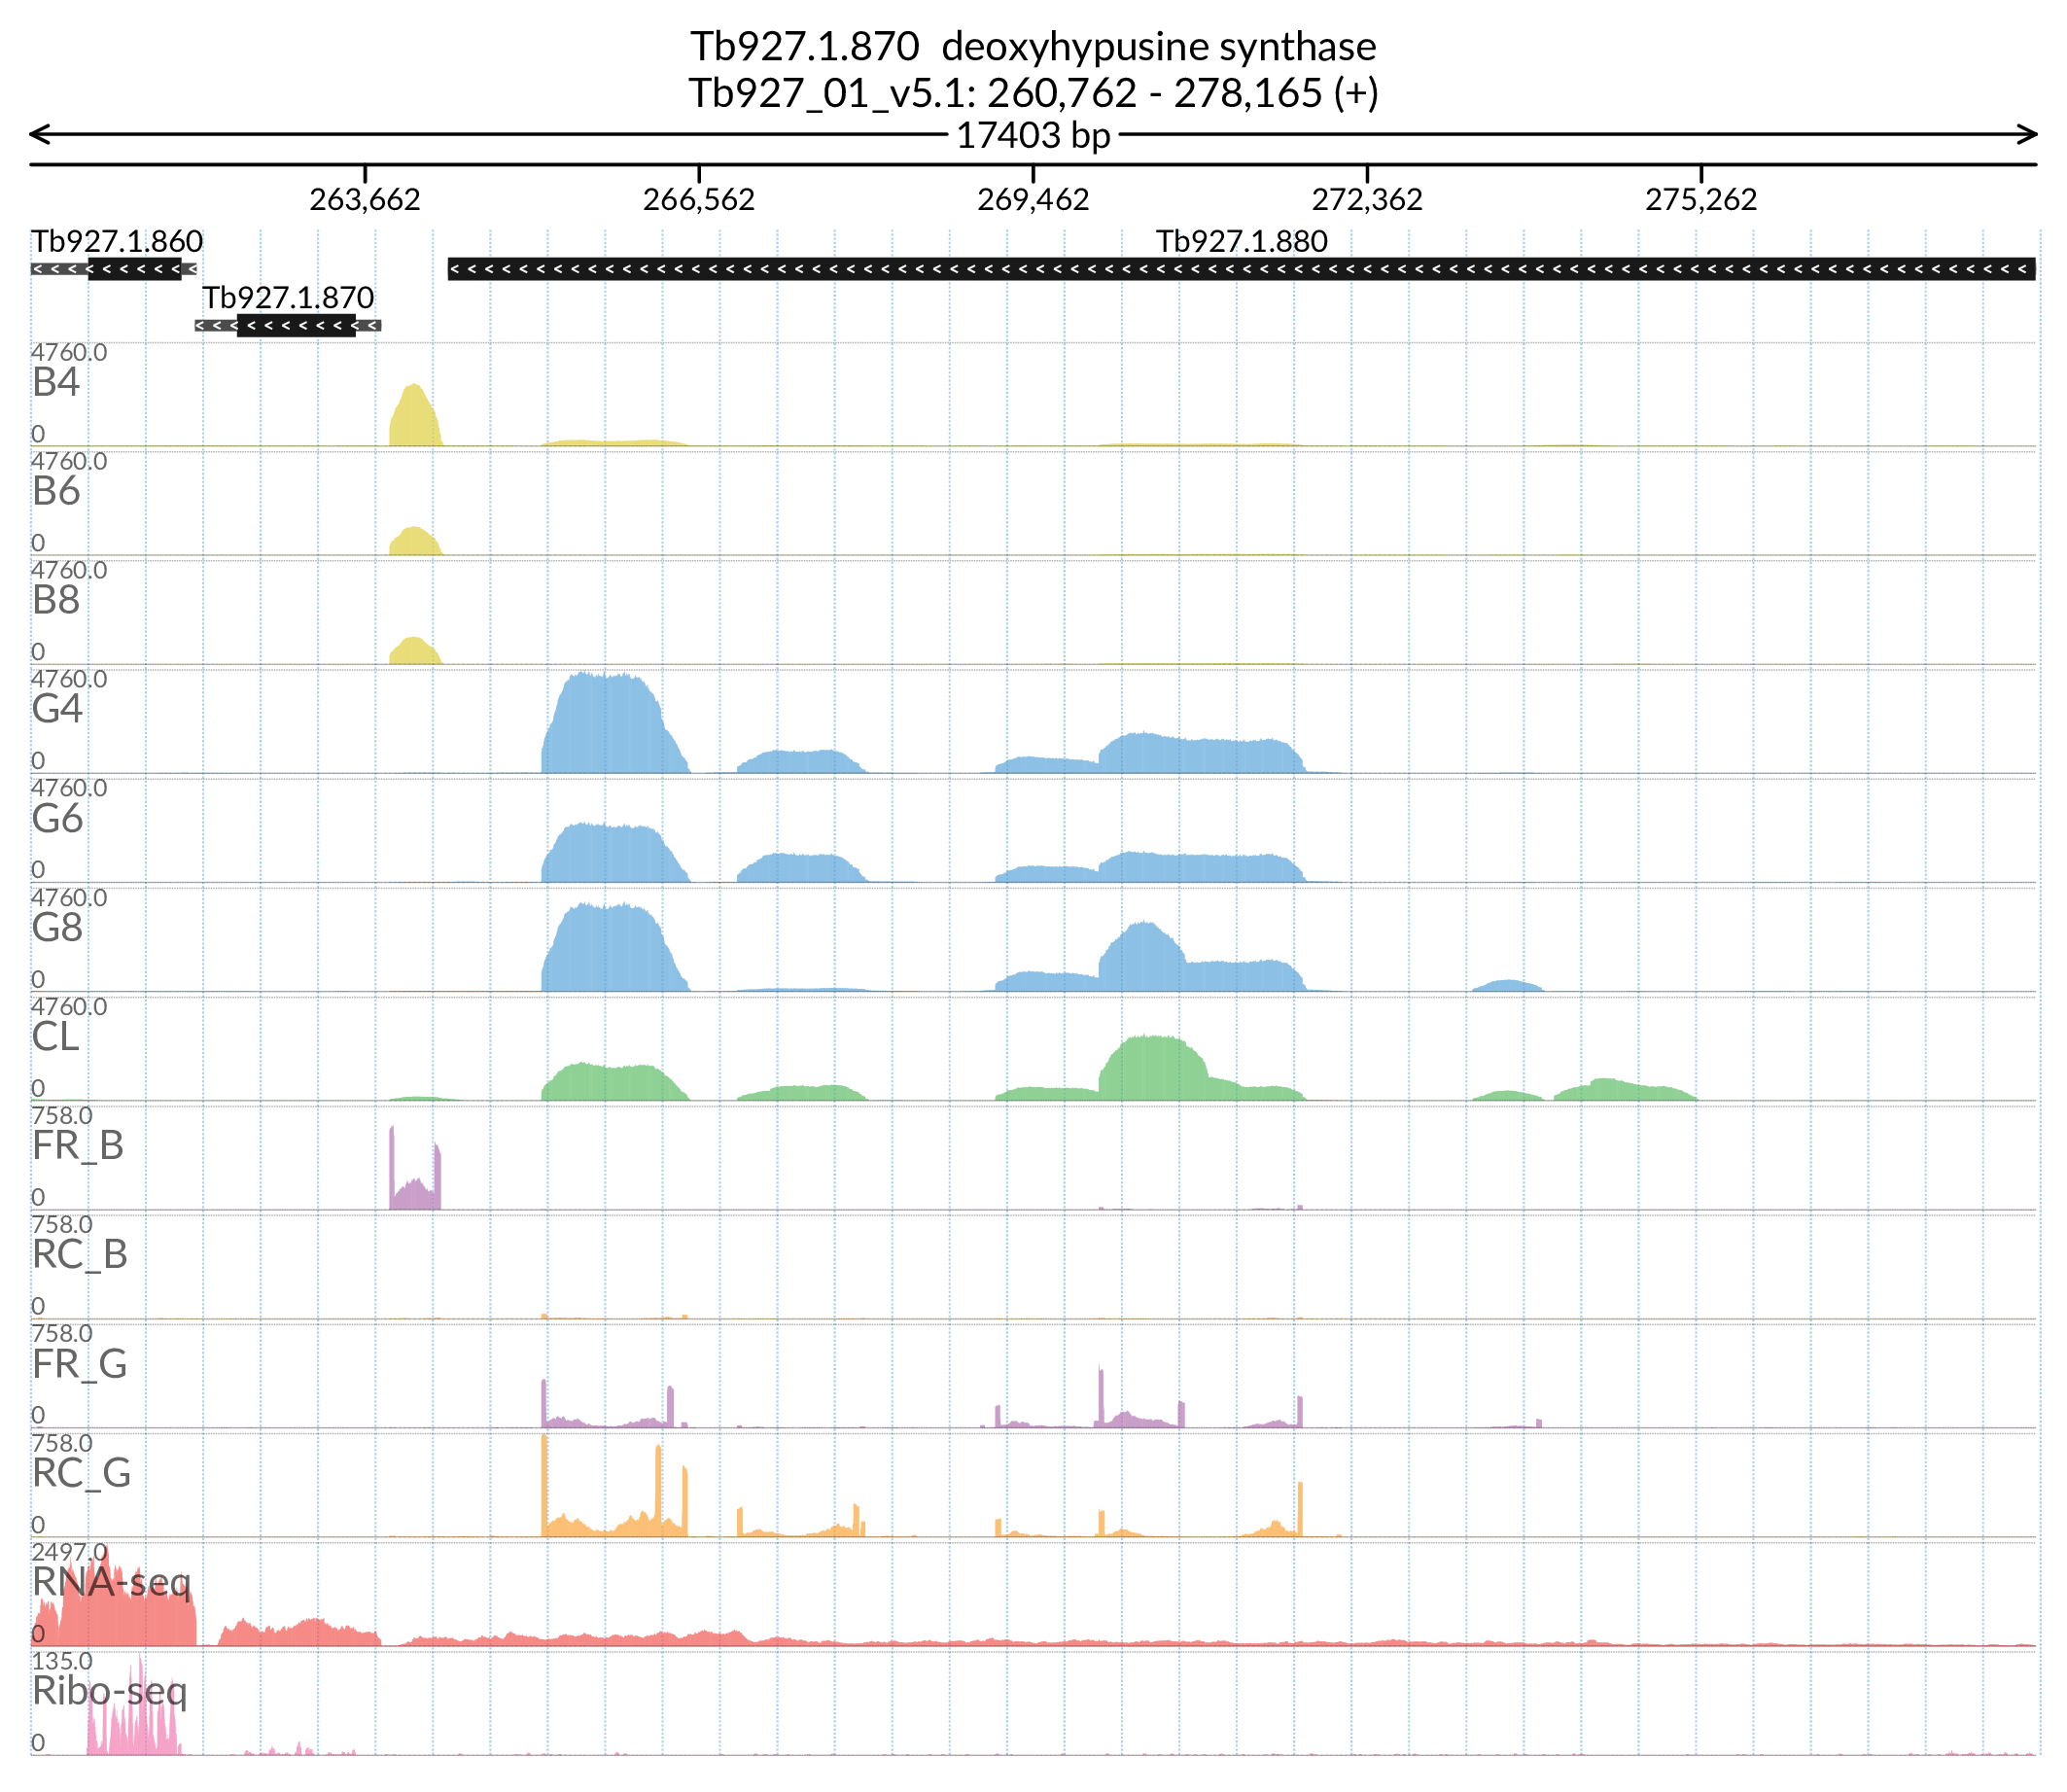 Tb927.1.870  deoxyhypusine synthase
Tb927_01_v5.1: 260,762 - 278,165 (+)
17403 bp
263,662 266,562 269,462 272,362 275,262
Tb927.1.860 Tb927.1.880
Tb927.1.870
4760.0
B4
0
4760.0
B6
0
4760.0
B8
0
4760.0
G4
0
4760.0
G6
0
4760.0
G8
0
4760.0
CL
0
758.0
FR_B
0
758.0
RC_B
0
758.0
FR_G
0
758.0
RC_G
0
2497.0
RNA-seq
0
135.0
Ribo-seq
0